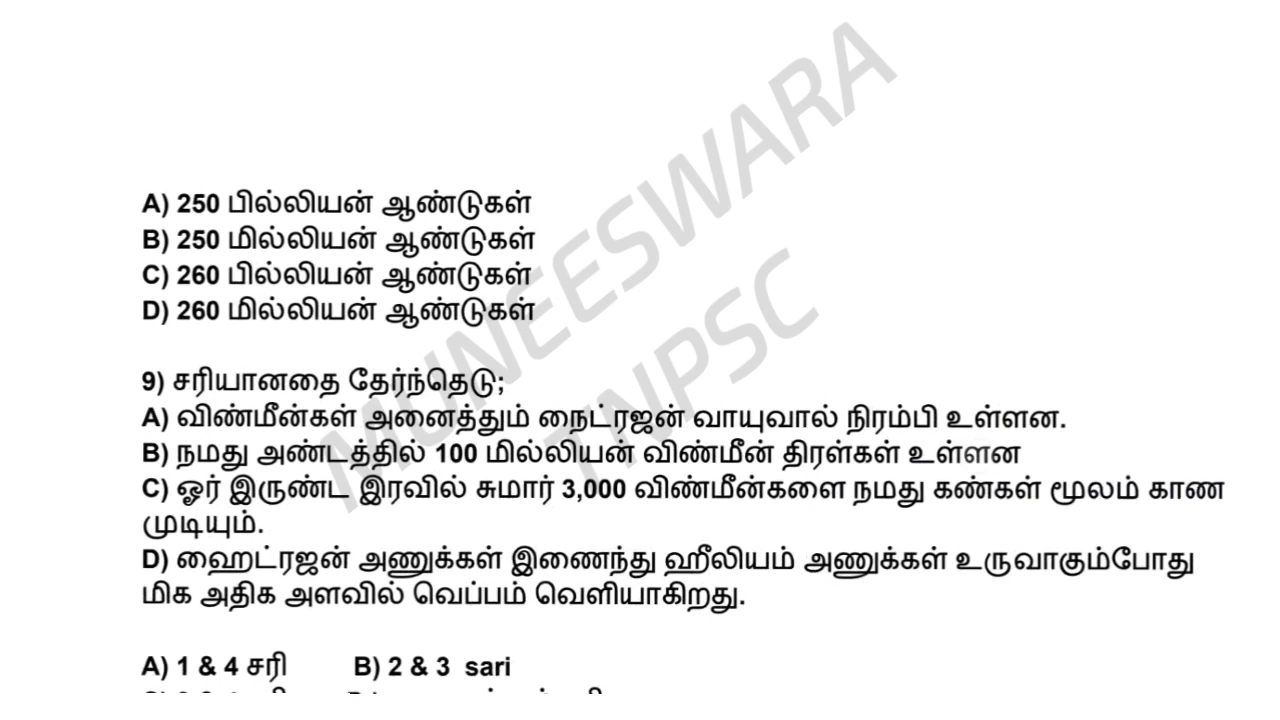 MUNEESWARA
TNPSC
A) 250 பில்லியன் ஆண்டுகள்
B) 250 மில்லியன் ஆண்டுகள்
C) 260 பில்லியன் ஆண்டுகள்
D) 260 மில்லியன் ஆண்டுகள்
9) சரியானதை தேர்ந்தெடு;
A) விண்மீன்கள் அனைத்தும் நைட்ரஜன் வாயுவால் நிரம்பி உள்ளன.
B) நமது அண்டத்தில் 100 மில்லியன் விண்மீன் திரள்கள் உள்ளன
C) ஓர் இருண்ட இரவில் சுமார் 3,000 விண்மீன்களை நமது கண்கள் மூலம் காண
முடியும்.
D) ஹைட்ரஜன் அணுக்கள் இணைந்து ஹீலியம் அணுக்கள் உருவாகும்போது
மிக அதிக அளவில் வெப்பம் வெளியாகிறது.
A) 1 & 4 சரி B) 2 & 3 sari